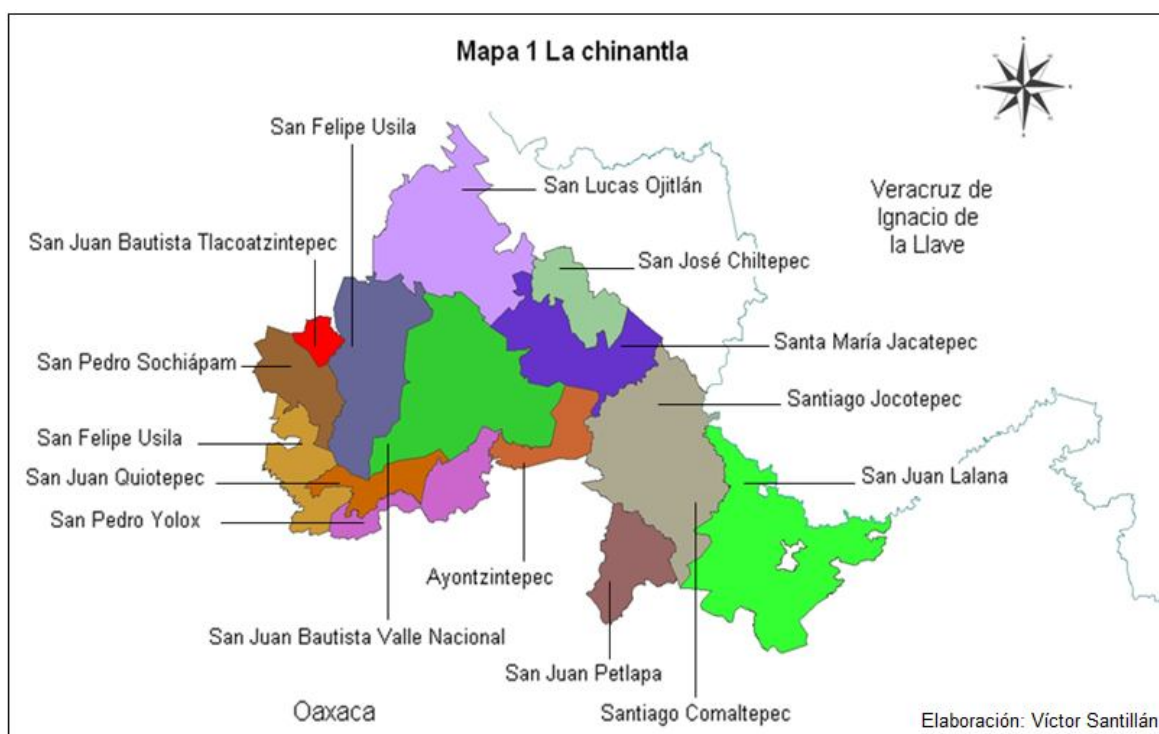 Mapa 1 La chinantla
San Felipe Usila
San Lucas Ojitlán
Veracruz de
Ignacio de
la Llave
San Juan Bautista Tlacoatzintepec
San José Chiltepec
Santa María Jacatepec
San Pedro Sochiápam
Santiago Jocotepec
San Felipe Usila
San Juan Quiotepec
San Juan Lalana
San Pedro Yolox
Ayontzintepec
San Juan Bautista Valle Nacional
San Juan Petlapa
Oaxaca
Santiago Comaltepec
Elaboración: Víctor Santillán